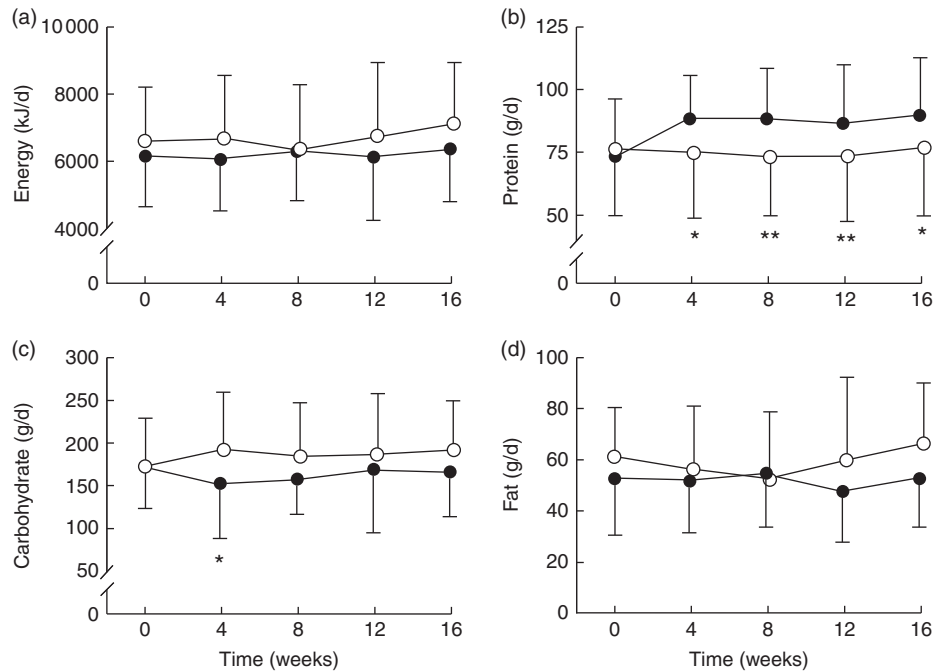 (a)
10 000
8000
6000
4000
0
Energy (kJ/d)
0 4 8 12 16
(b)
125
100
75
50
0
Protein (g/d)
* ** ** *
0 4 8 12 16
(c)
300
250
200
150
100
50
0
Carbohydrate (g/d)
*
0 4 8 12 16
Time (weeks)
(d)
100
80
60
40
20
0
Fat (g/d)
0 4 8 12 16
Time (weeks)